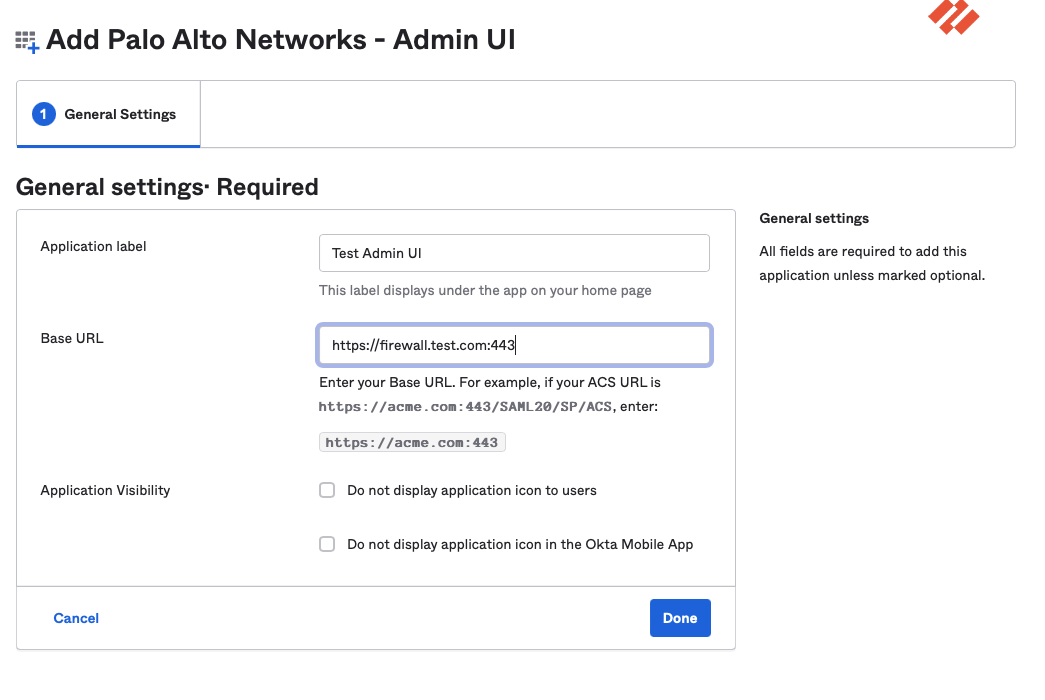 Add Palo Alto Networks - Admin UI
1 General Settings
General settings· Required
Application label
Test Admin UI
This label displays under the app on your home page
Base URL
https://firewall.test.com:443
Enter your Base URL. For example, if your ACS URL is
https://acme.com:443/SAML20/SP/ACS, enter:
https://acme.com:443
Application Visibility
Do not display application icon to users
Do not display application icon in the Okta Mobile App
Cancel
Done
General settings
All fields are required to add this
application unless marked optional.